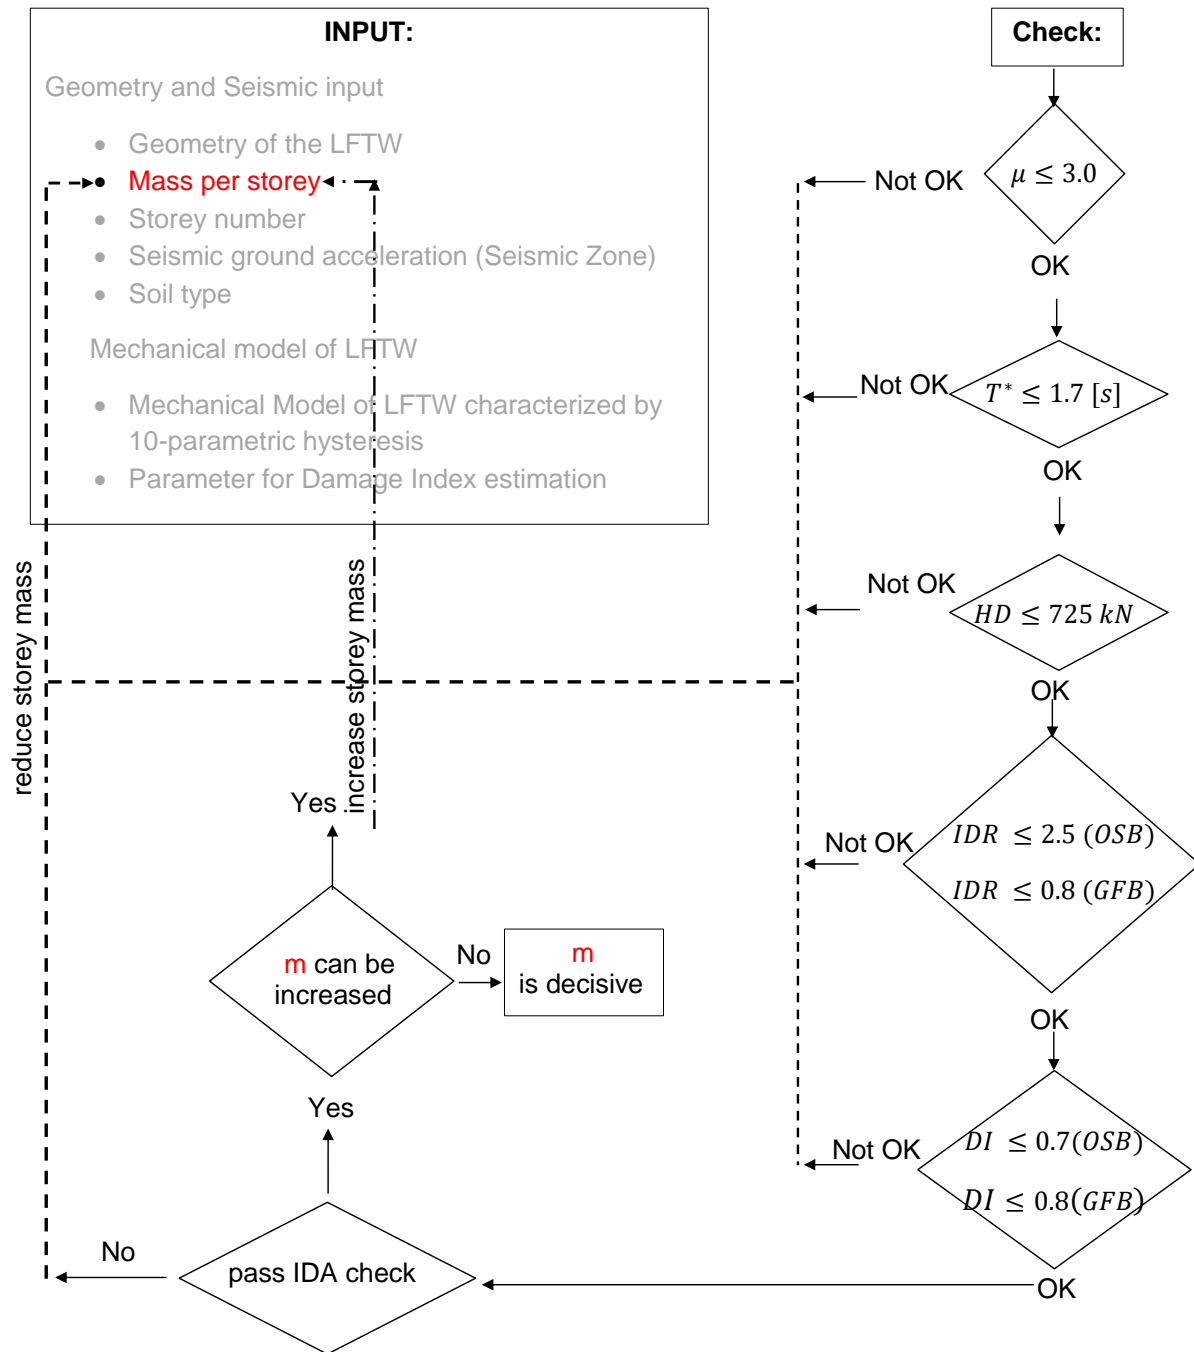 INPUT:
Geometry and Seismic input
• Geometry of the LFTW
• Mass per storey
• Storey number
• Seismic ground acceleration (Seismic Zone)
• Soil type
Mechanical model of LFTW
• Mechanical Model of LFTW characterized by
10-parametric hysteresis
• Parameter for Damage Index estimation
reduce storey mass
increase storey mass
Check:
μ ≤ 3.0
Not OK
OK
T* ≤ 1.7 [s]
Not OK
OK
HD ≤ 725 kN
Not OK
OK
IDR ≤ 2.5 (OSB)
IDR ≤ 0.8 (GFB)
Not OK
OK
DI ≤ 0.7(OSB)
DI ≤ 0.8(GFB)
Not OK
OK
pass IDA check
No
Yes
m can be
increased
Yes
No
m
is decisive